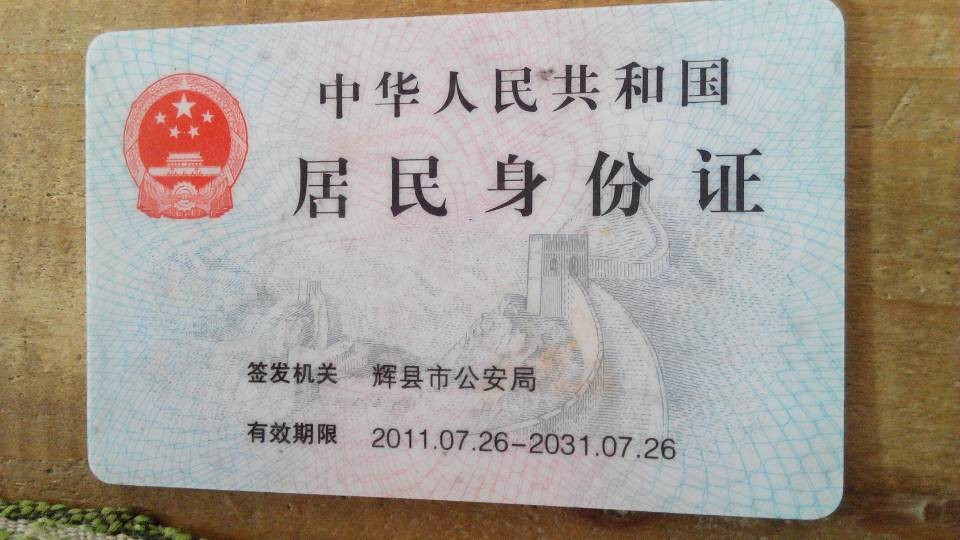 中华人民共和国
居民身份证
签发机关 辉县市公安局
有效期限 2011.07.26-2031.07.26